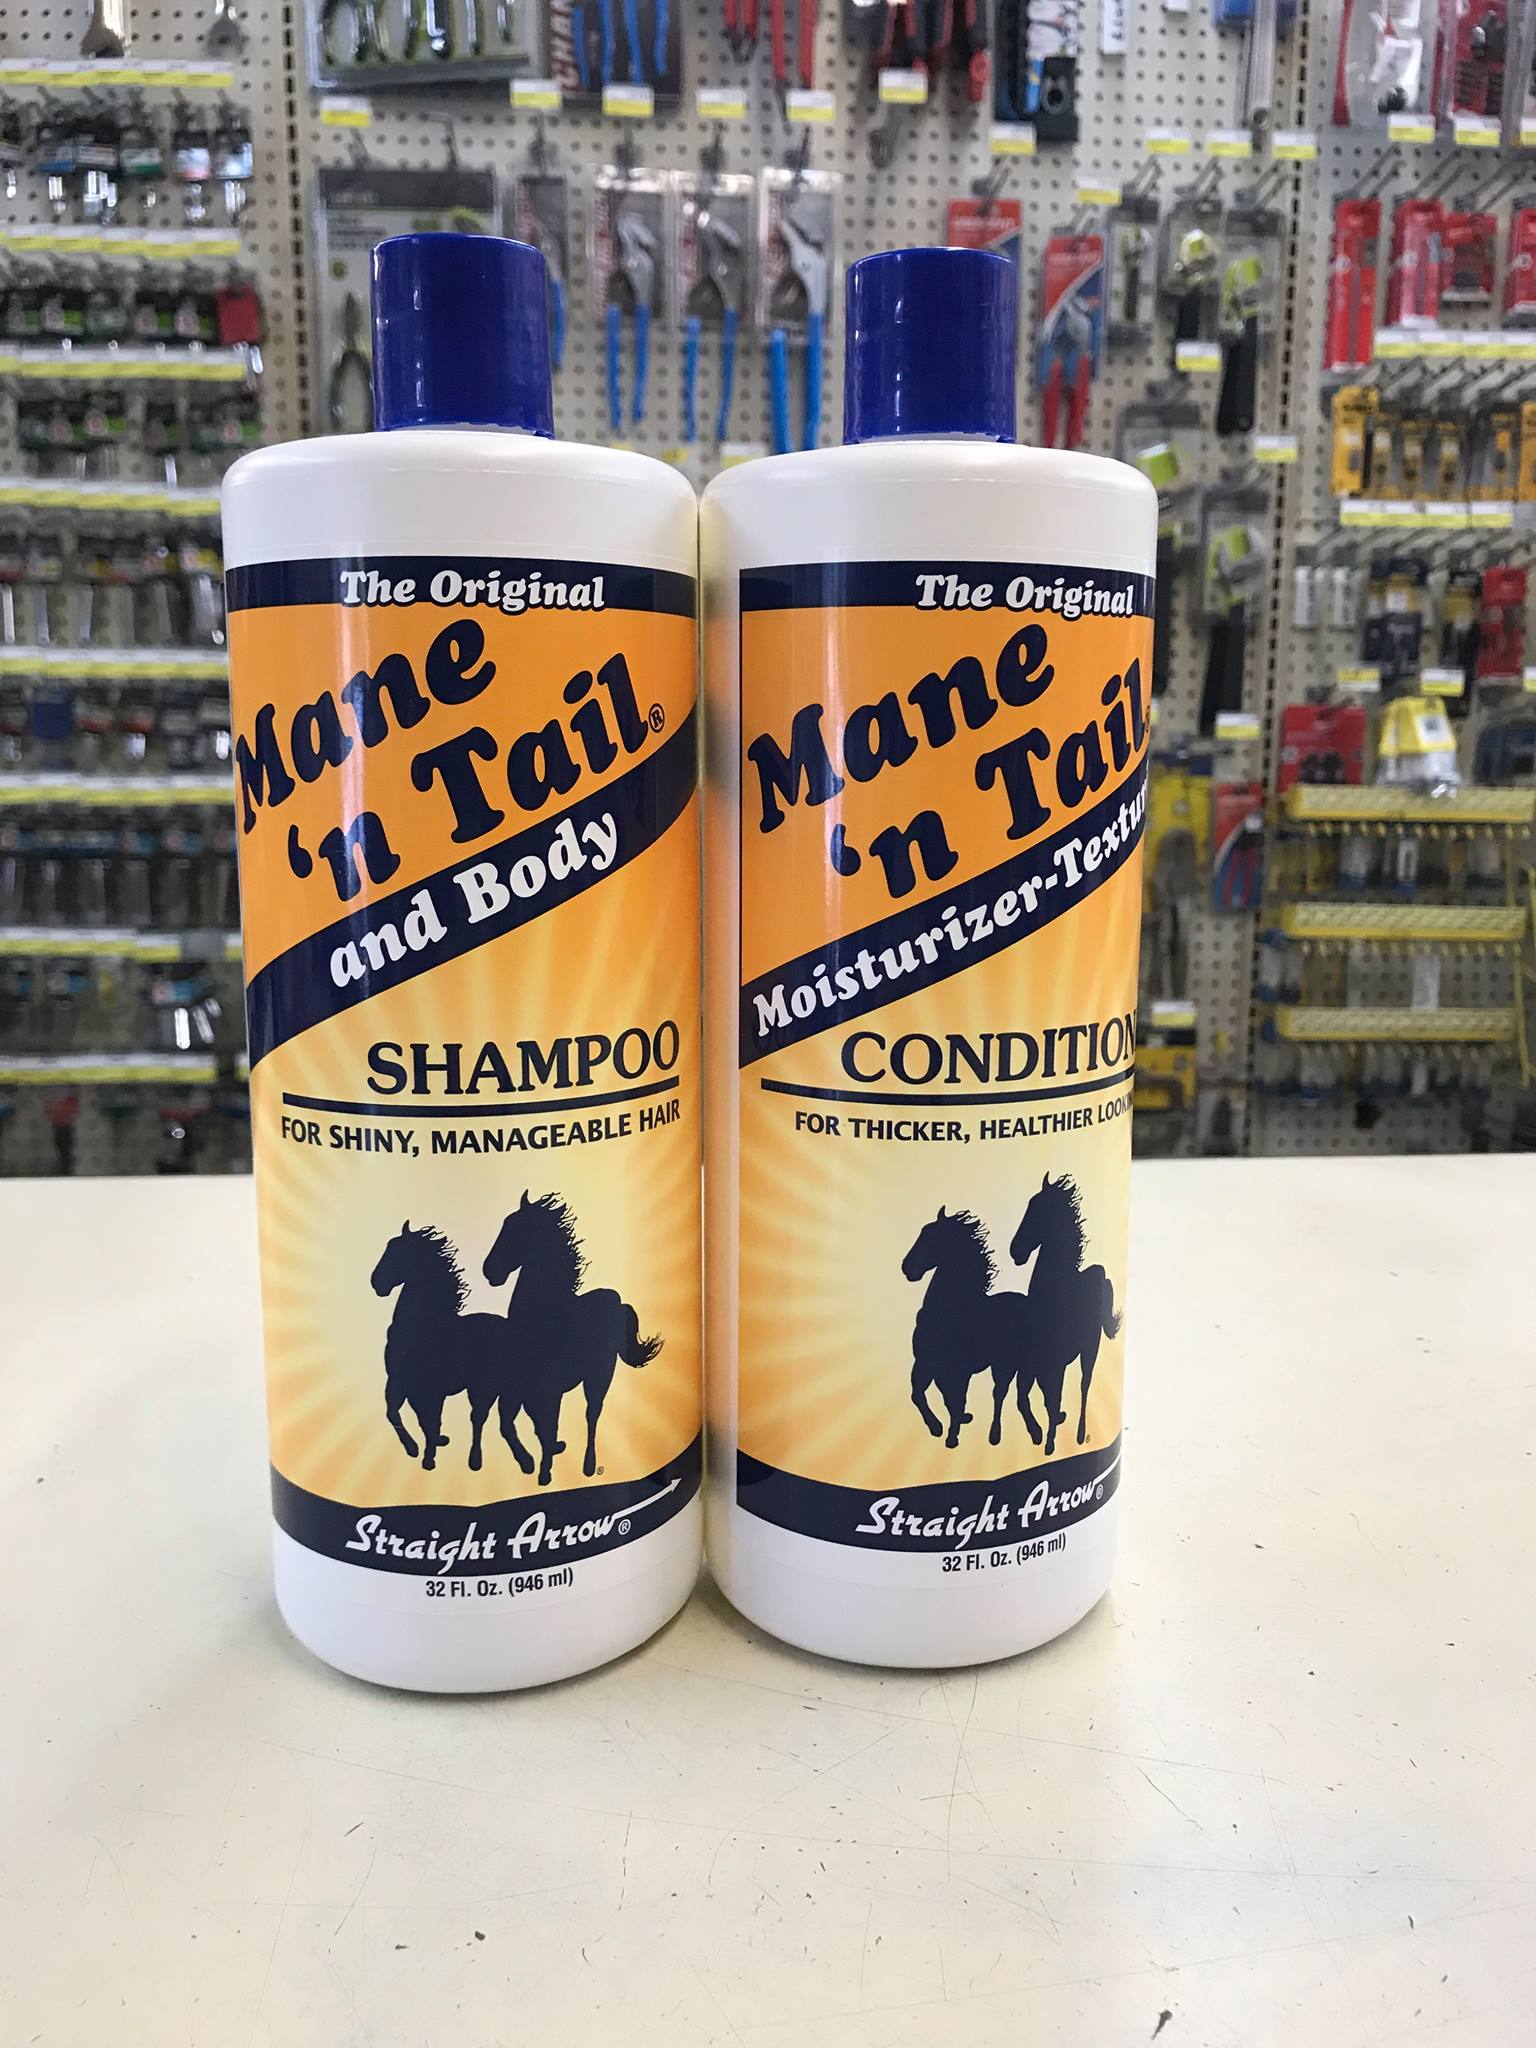 The Original
Mane
'n Tail®
and Body
SHAMPOO
FOR SHINY, MANAGEABLE HAIR
®
Straight Arrow®
32 Fl. Oz. (946 ml)
The Original
Mane
'n Tail
Moisturizer-Textur
CONDITION
FOR THICKER, HEALTHIER LOOKIN
®
Straight Arrow®
32 Fl. Oz. (946 ml)